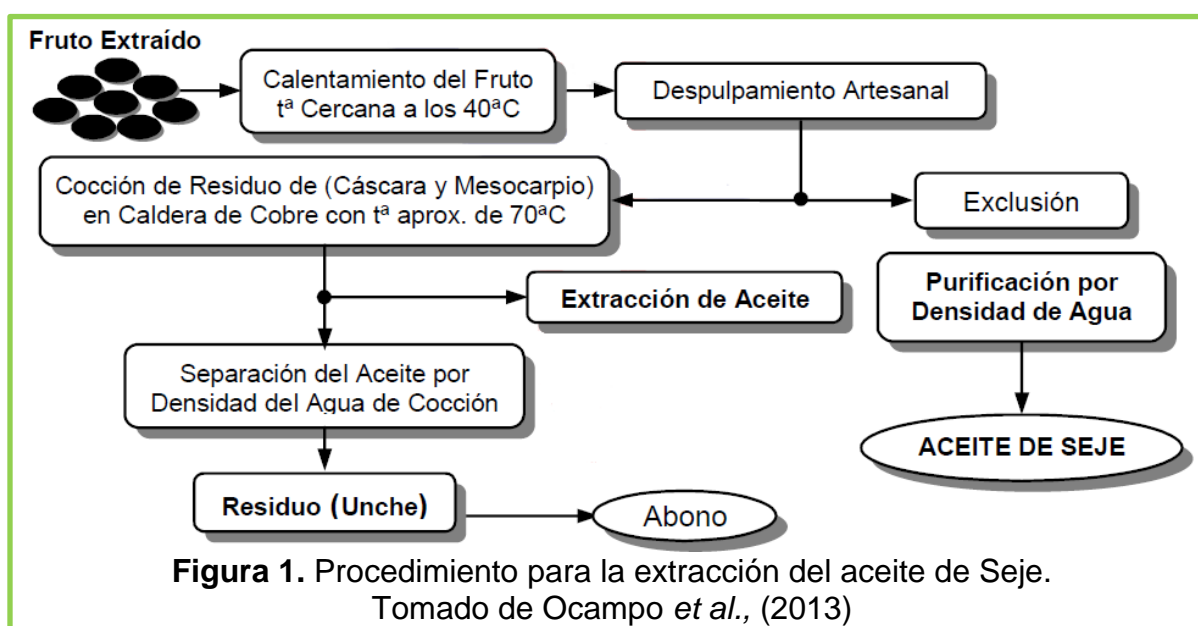 Fruto Extraído
Calentamiento del Fruto
tª Cercana a los 40ªC
Despulpamiento Artesanal
Cocción de Residuo de (Cáscara y Mesocarpio)
en Caldera de Cobre con tª aprox. de 70ªC
Exclusión
Extracción de Aceite
Purificación por
Densidad de Agua
Separación del Aceite por
Densidad del Agua de Cocción
ACEITE DE SEJE
Residuo (Unche)
Abono
Figura 1. Procedimiento para la extracción del aceite de Seje.
Tomado de Ocampo et al., (2013)